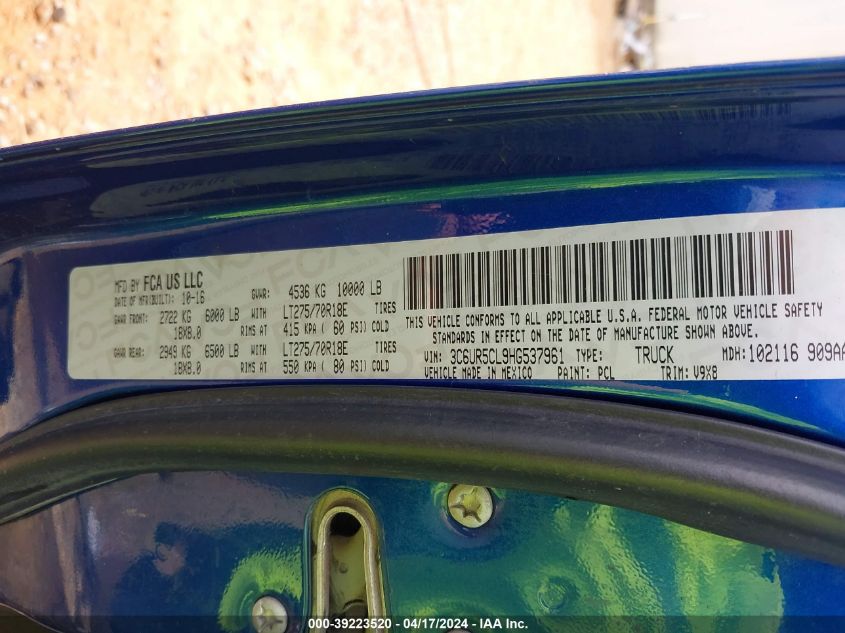 MFD BY FCA US LLC
DATE OF MFR(BUILT): 10-16 GVWR: 4536 KG 10000 LB
GAWR FRONT: 2722 KG 6000 LB WITH LT275/70R18E TIRES
18X8.0 RIMS AT 415 KPA ( 60 PSI) COLD
GAWR REAR: 2949 KG 6500 LB WITH LT275/70R18E TIRES
18X8.0 RIMS AT 550 KPA ( 80 PSI) COLD
THIS VEHICLE CONFORMS TO ALL APPLICABLE U.S.A. FEDERAL MOTOR VEHICLE SAFETY
STANDARDS IN EFFECT ON THE DATE OF MANUFACTURE SHOWN ABOVE.
VIN: 3C6UR5CL9HG537961 TYPE: TRUCK MDH: 102116 909AA
VEHICLE MADE IN MEXICO PAINT: PCL TRIM: V9X8
000-39223520 - 04/17/2024 - IAA Inc.